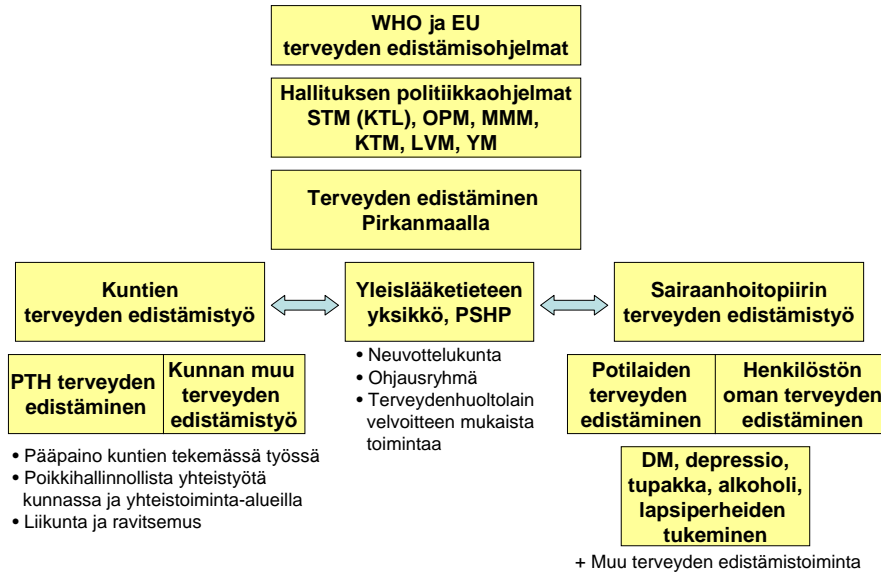 WHO ja EU
terveyden edistämisohjelmat
Hallituksen politiikkaohjelmat
STM (KTL), OPM, MMM,
KTM, LVM, YM
Terveyden edistäminen
Pirkanmaalla
Kuntien
terveyden edistämistyö
Yleislääketieteen
yksikkö, PSHP
Sairaanhoitopiirin
terveyden edistämistyö
PTH terveyden
edistäminen
Kunnan muu
terveyden
edistämistyö
• Neuvottelukunta
• Ohjausryhmä
• Terveydenhuoltolain
velvoitteen mukaista
toimintaa
Potilaiden
terveyden
edistäminen
Henkilöstön
oman terveyden
edistäminen
• Pääpaino kuntien tekemässä työssä
• Poikkihallinnollista yhteistyötä
kunnassa ja yhteistoiminta-alueilla
• Liikunta ja ravitsemus
DM, depressio,
tupakka, alkoholi,
lapsiperheiden
tukeminen
+ Muu terveyden edistämistoiminta